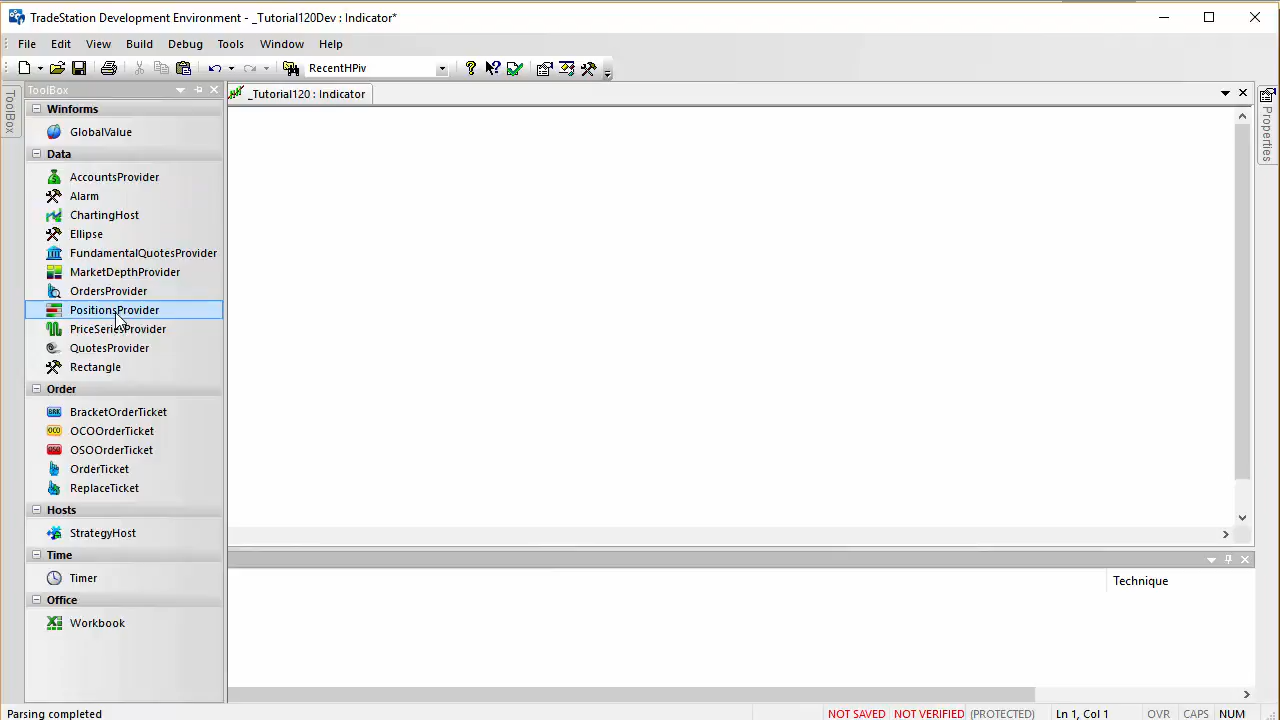 TradeStation Development Environment - _Tutorial120Dev : Indicator*
File Edit View Build Debug Tools Window Help
RecentHPiv
ToolBox
ToolBox
_Tutorial120 : Indicator
Properties
Winforms
GlobalValue
Data
AccountsProvider
Alarm
ChartingHost
Ellipse
FundamentalQuotesProvider
MarketDepthProvider
OrdersProvider
PositionsProvider
PriceSeriesProvider
QuotesProvider
Rectangle
Order
BracketOrderTicket
OCOOrderTicket
OSOOrderTicket
OrderTicket
ReplaceTicket
Hosts
StrategyHost
Time
Timer
Office
Workbook
Technique
Parsing completed
NOT SAVED NOT VERIFIED (PROTECTED) Ln 1, Col 1 OVR CAPS NUM